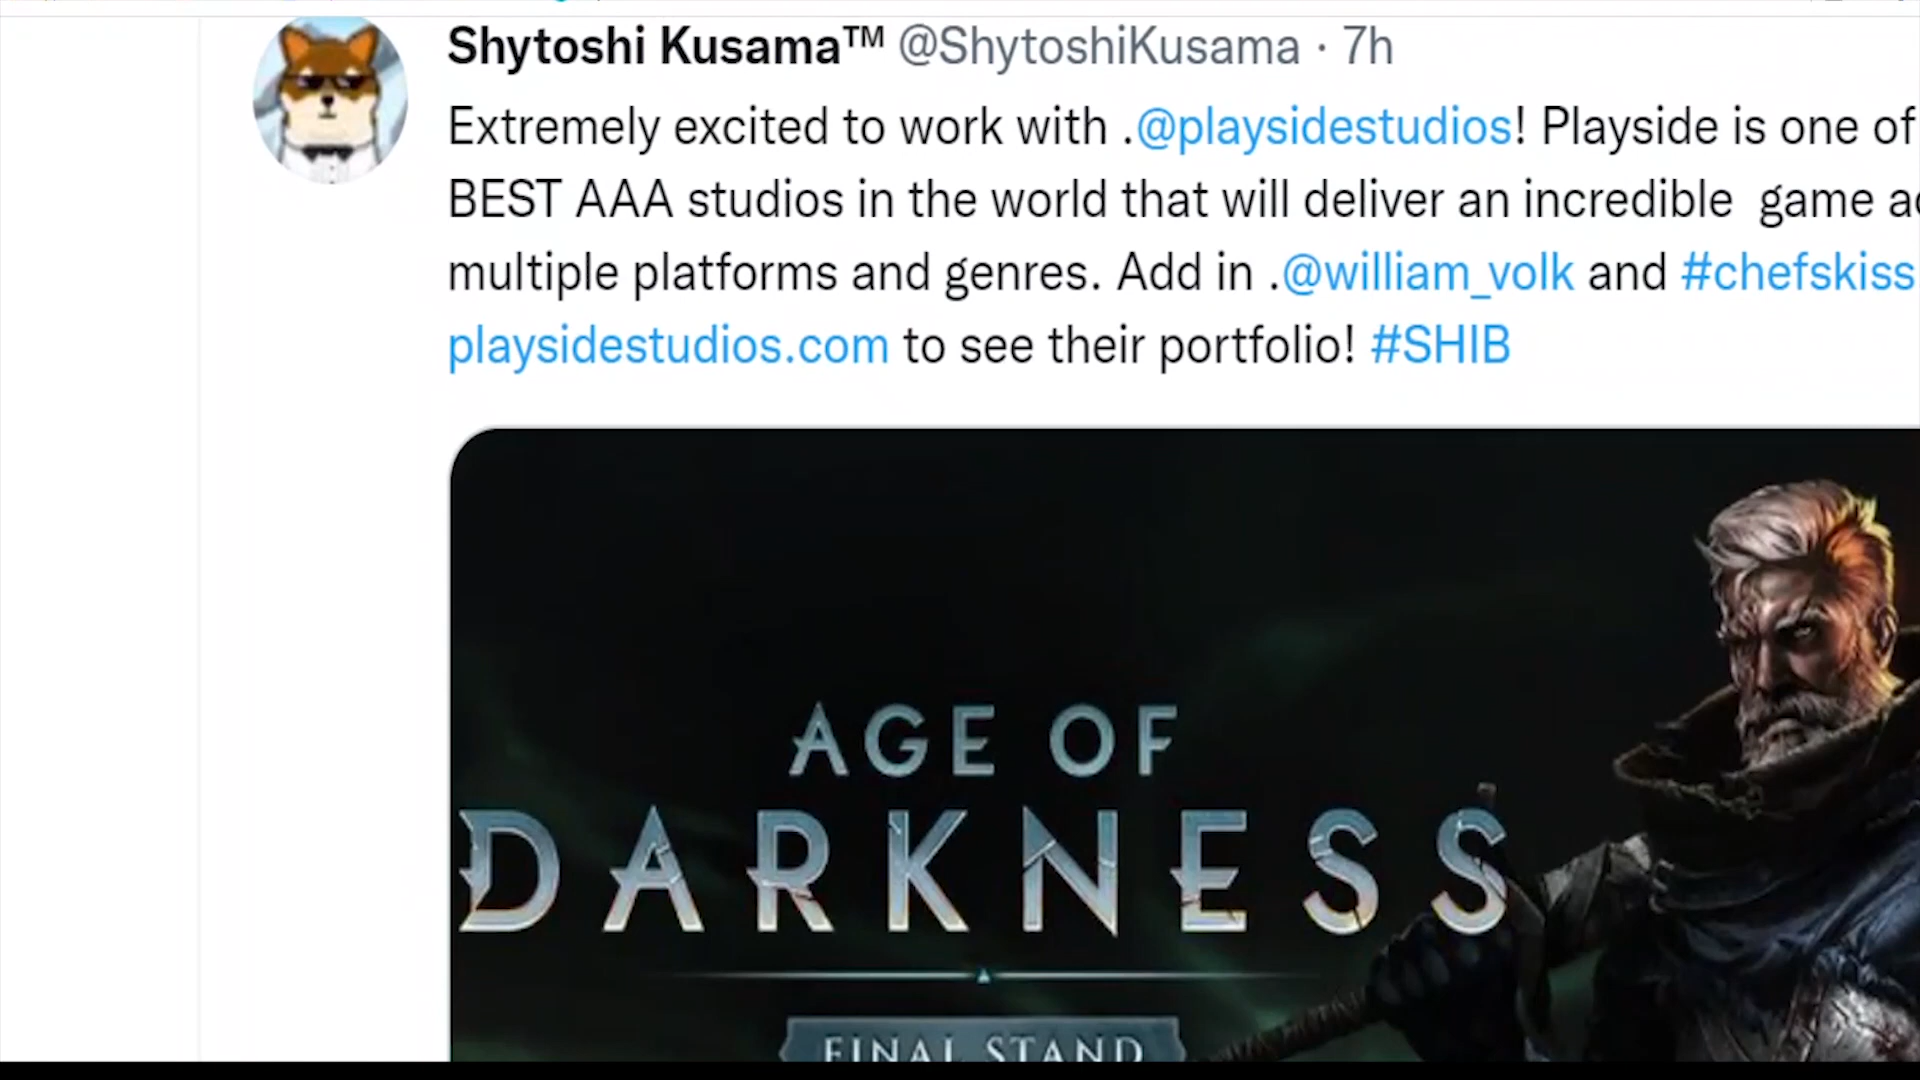 Shytoshi Kusama™ @ShytoshiKusama · 7h
Extremely excited to work with .@playsidestudios! Playside is one of
BEST AAA studios in the world that will deliver an incredible game
multiple platforms and genres. Add in .@william_volk and #chefskiss
playsidestudios.com to see their portfolio! #SHIB
AGE OF
DARKNESS
FINAL STAND